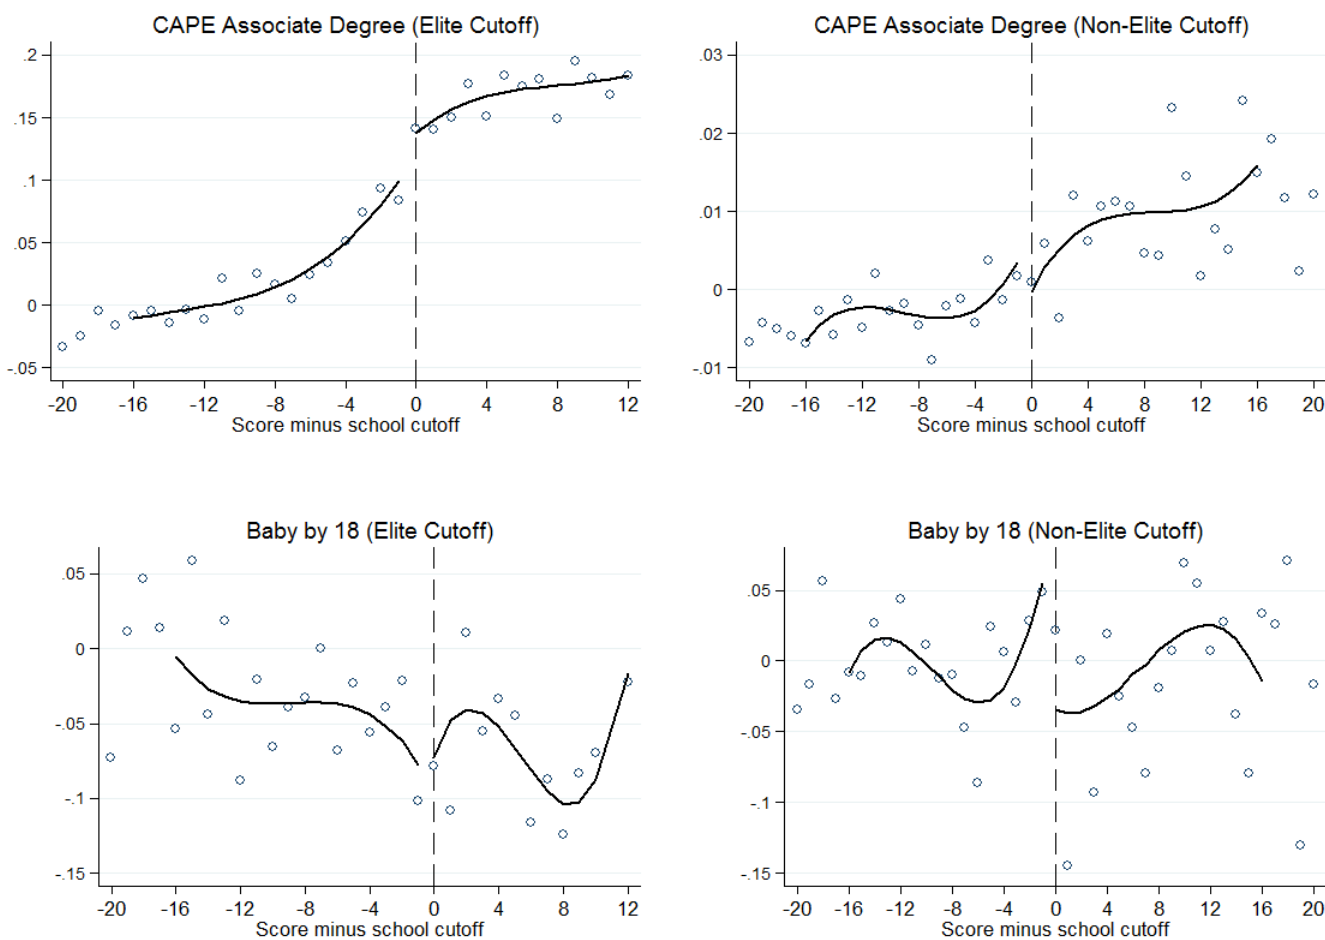 CAPE Associate Degree (Elite Cutoff)
.2
.15
.1
.05
0
-.05
-20 -16 -12 -8 -4 0 4 8 12
Score minus school cutoff
CAPE Associate Degree (Non-Elite Cutoff)
.03
.02
.01
0
-.01
-20 -16 -12 -8 -4 0 4 8 12 16 20
Score minus school cutoff
Baby by 18 (Elite Cutoff)
.05
0
-.05
-.1
-.15
-20 -16 -12 -8 -4 0 4 8 12
Score minus school cutoff
Baby by 18 (Non-Elite Cutoff)
.05
0
-.05
-.1
-.15
-20 -16 -12 -8 -4 0 4 8 12 16 20
Score minus school cutoff